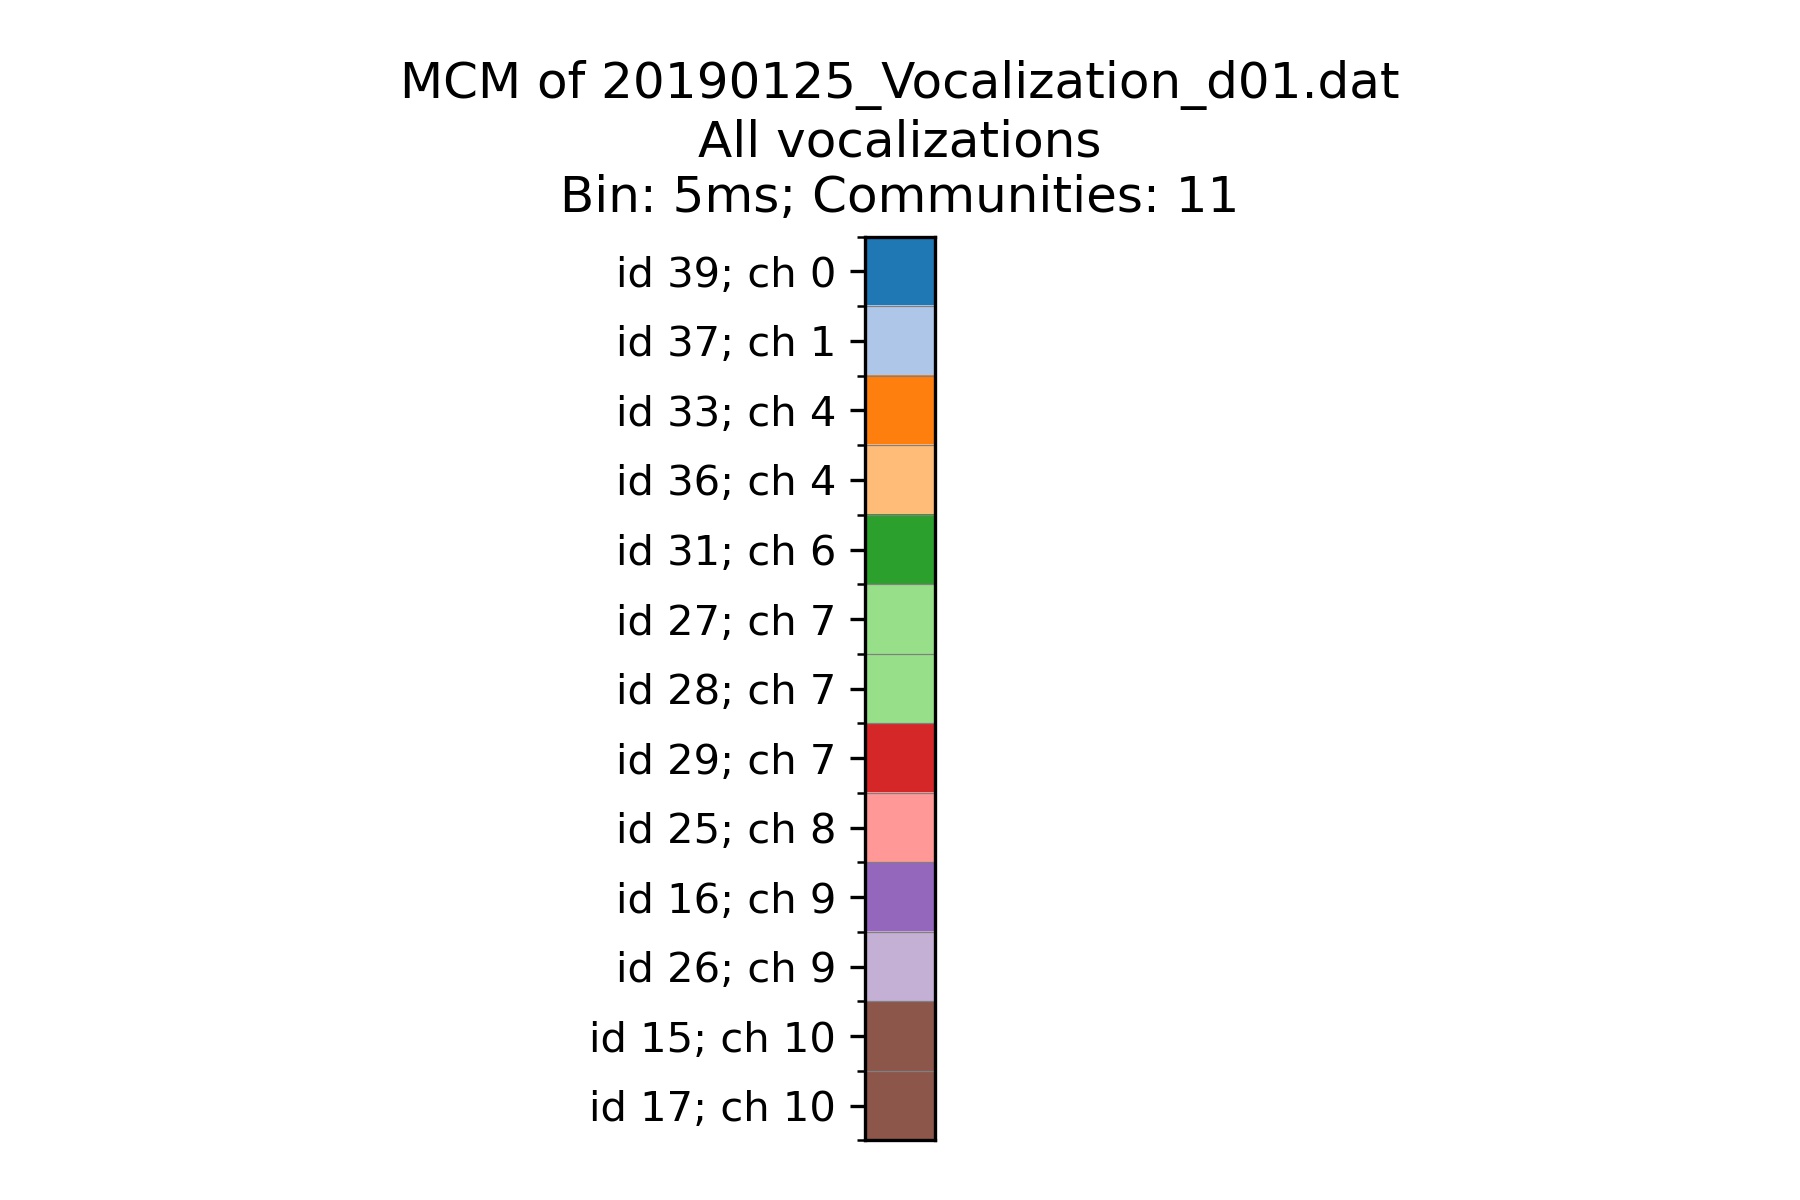 MCM of 20190125_Vocalization_d01.dat
All vocalizations
Bin: 5ms; Communities: 11
id 39; ch 0
id 37; ch 1
id 33; ch 4
id 36; ch 4
id 31; ch 6
id 27; ch 7
id 28; ch 7
id 29; ch 7
id 25; ch 8
id 16; ch 9
id 26; ch 9
id 15; ch 10
id 17; ch 10